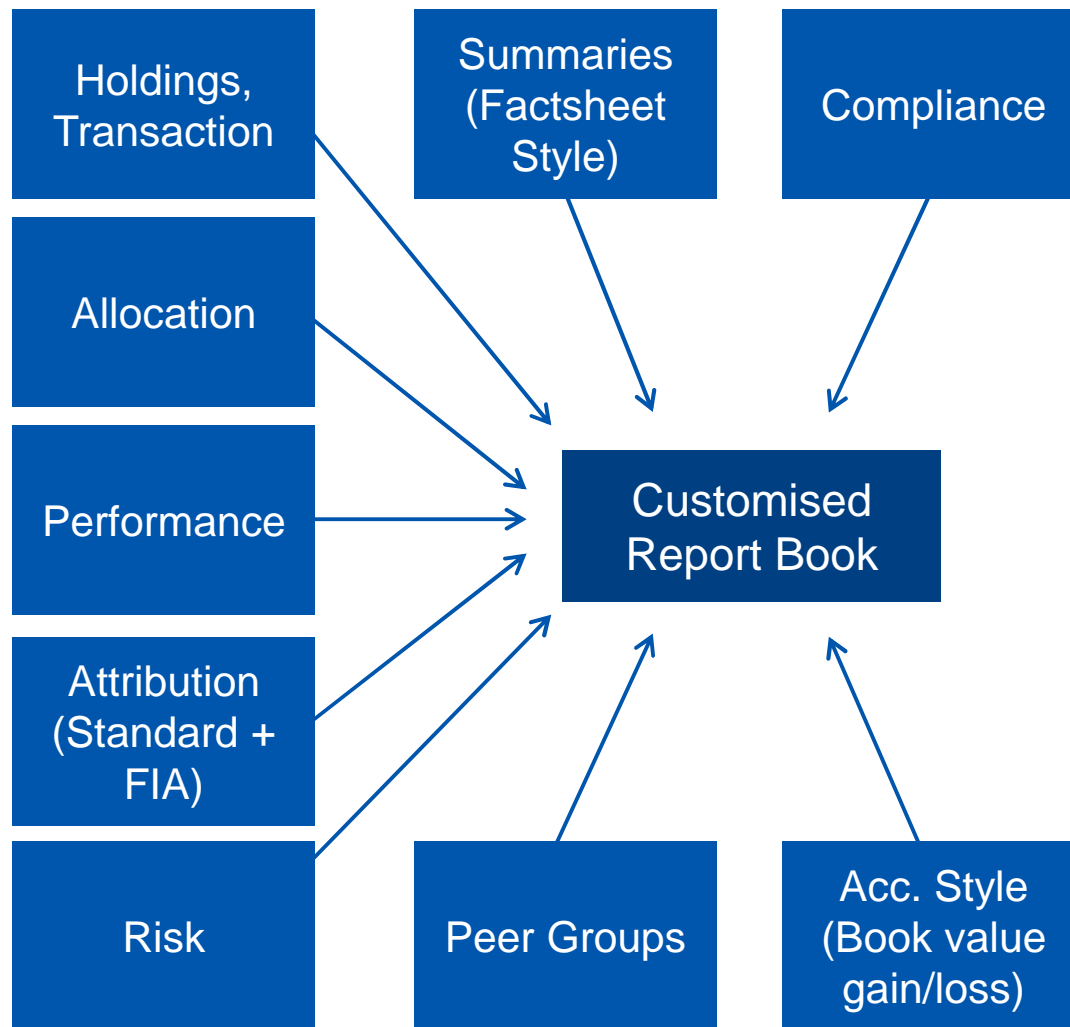 Holdings,
Transaction
Summaries
(Factsheet
Style)
Compliance
Allocation
Performance
Customised
Report Book
Attribution
(Standard +
FIA)
Risk
Peer Groups
Acc. Style
(Book value
gain/loss)